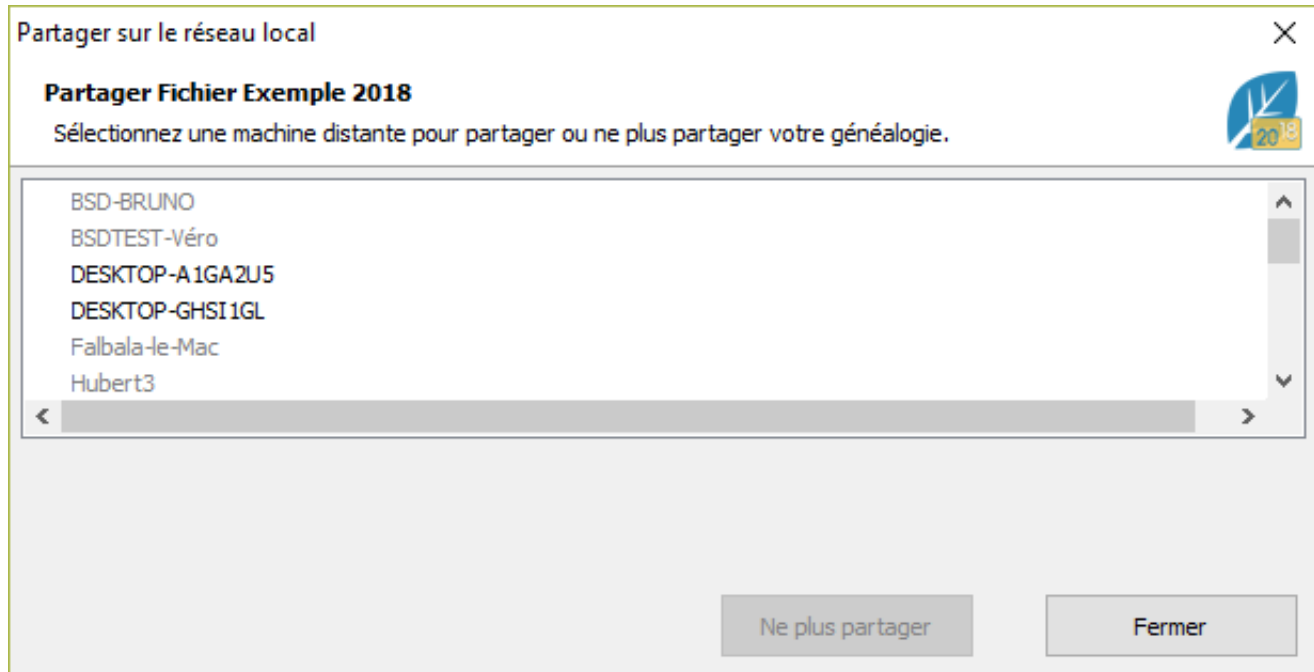 Partager sur le réseau local
Partager Fichier Exemple 2018
Sélectionnez une machine distante pour partager ou ne plus partager votre généalogie.
2018
BSD-BRUNO
BSDTEST-Véro
DESKTOP-A1GA2U5
DESKTOP-GHSI1GL
Falbala-le-Mac
Hubert3
Ne plus partager
Fermer